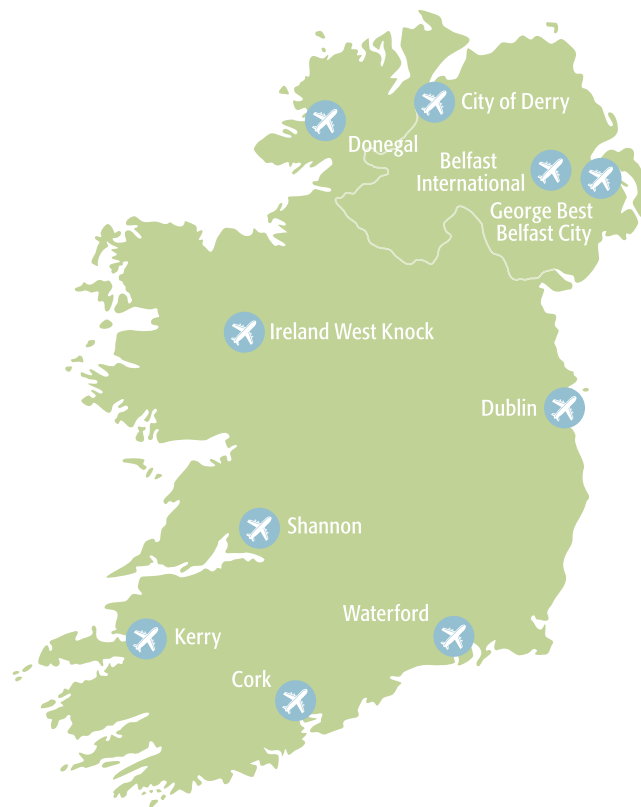 City of Derry
Donegal
Belfast
International
George Best
Belfast City
Ireland West Knock
Dublin
Shannon
Waterford
Kerry
Cork